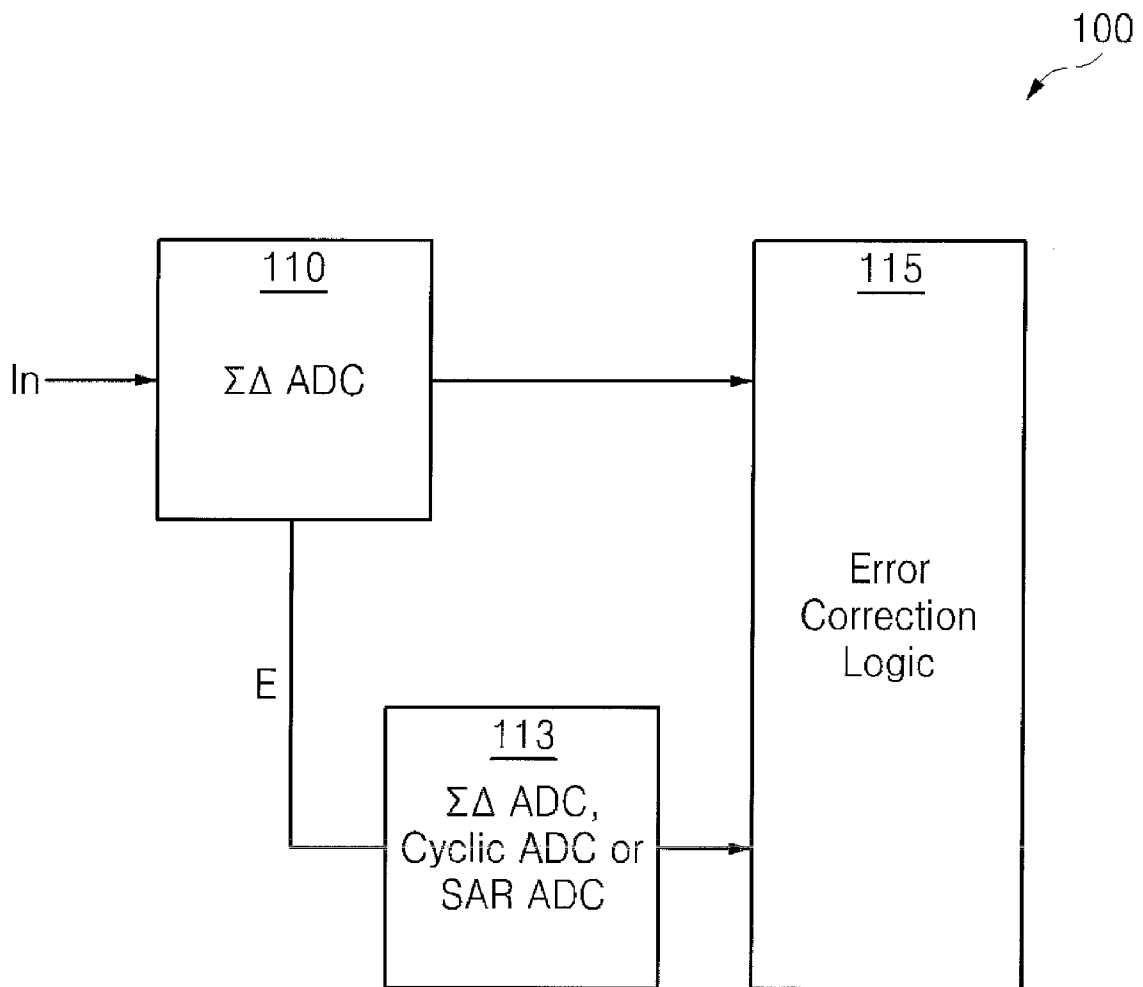 100
110
ΣΔ ADC
In
115
Error
Correction
Logic
E
113
ΣΔ ADC,
Cyclic ADC or
SAR ADC